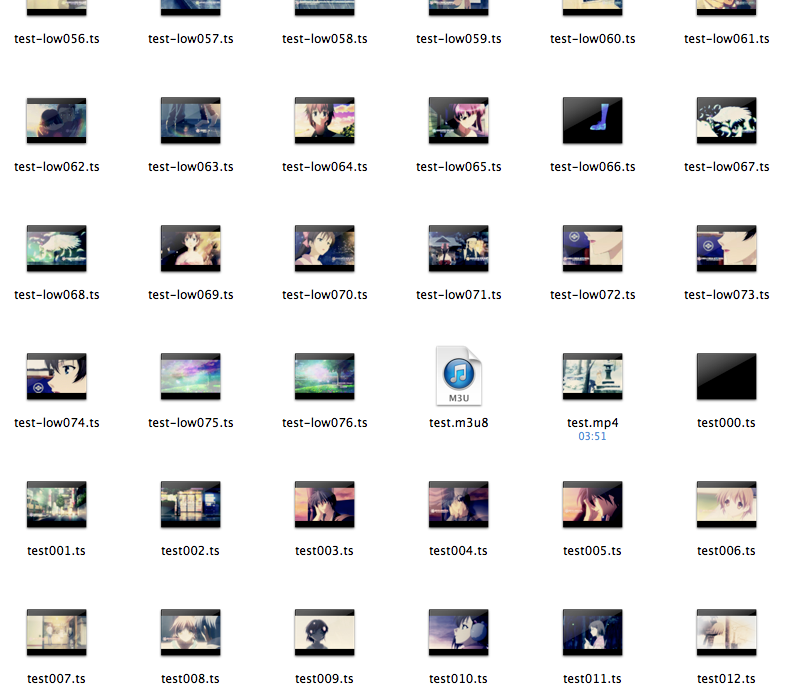 test-low056.ts test-low057.ts test-low058.ts test-low059.ts test-low060.ts test-low061.ts
test-low062.ts test-low063.ts test-low064.ts test-low065.ts test-low066.ts test-low067.ts
test-low068.ts test-low069.ts test-low070.ts test-low071.ts test-low072.ts test-low073.ts
M3U
test-low074.ts test-low075.ts test-low076.ts test.m3u8 test.mp4 test000.ts
03:51
test001.ts test002.ts test003.ts test004.ts test005.ts test006.ts
test007.ts test008.ts test009.ts test010.ts test011.ts test012.ts